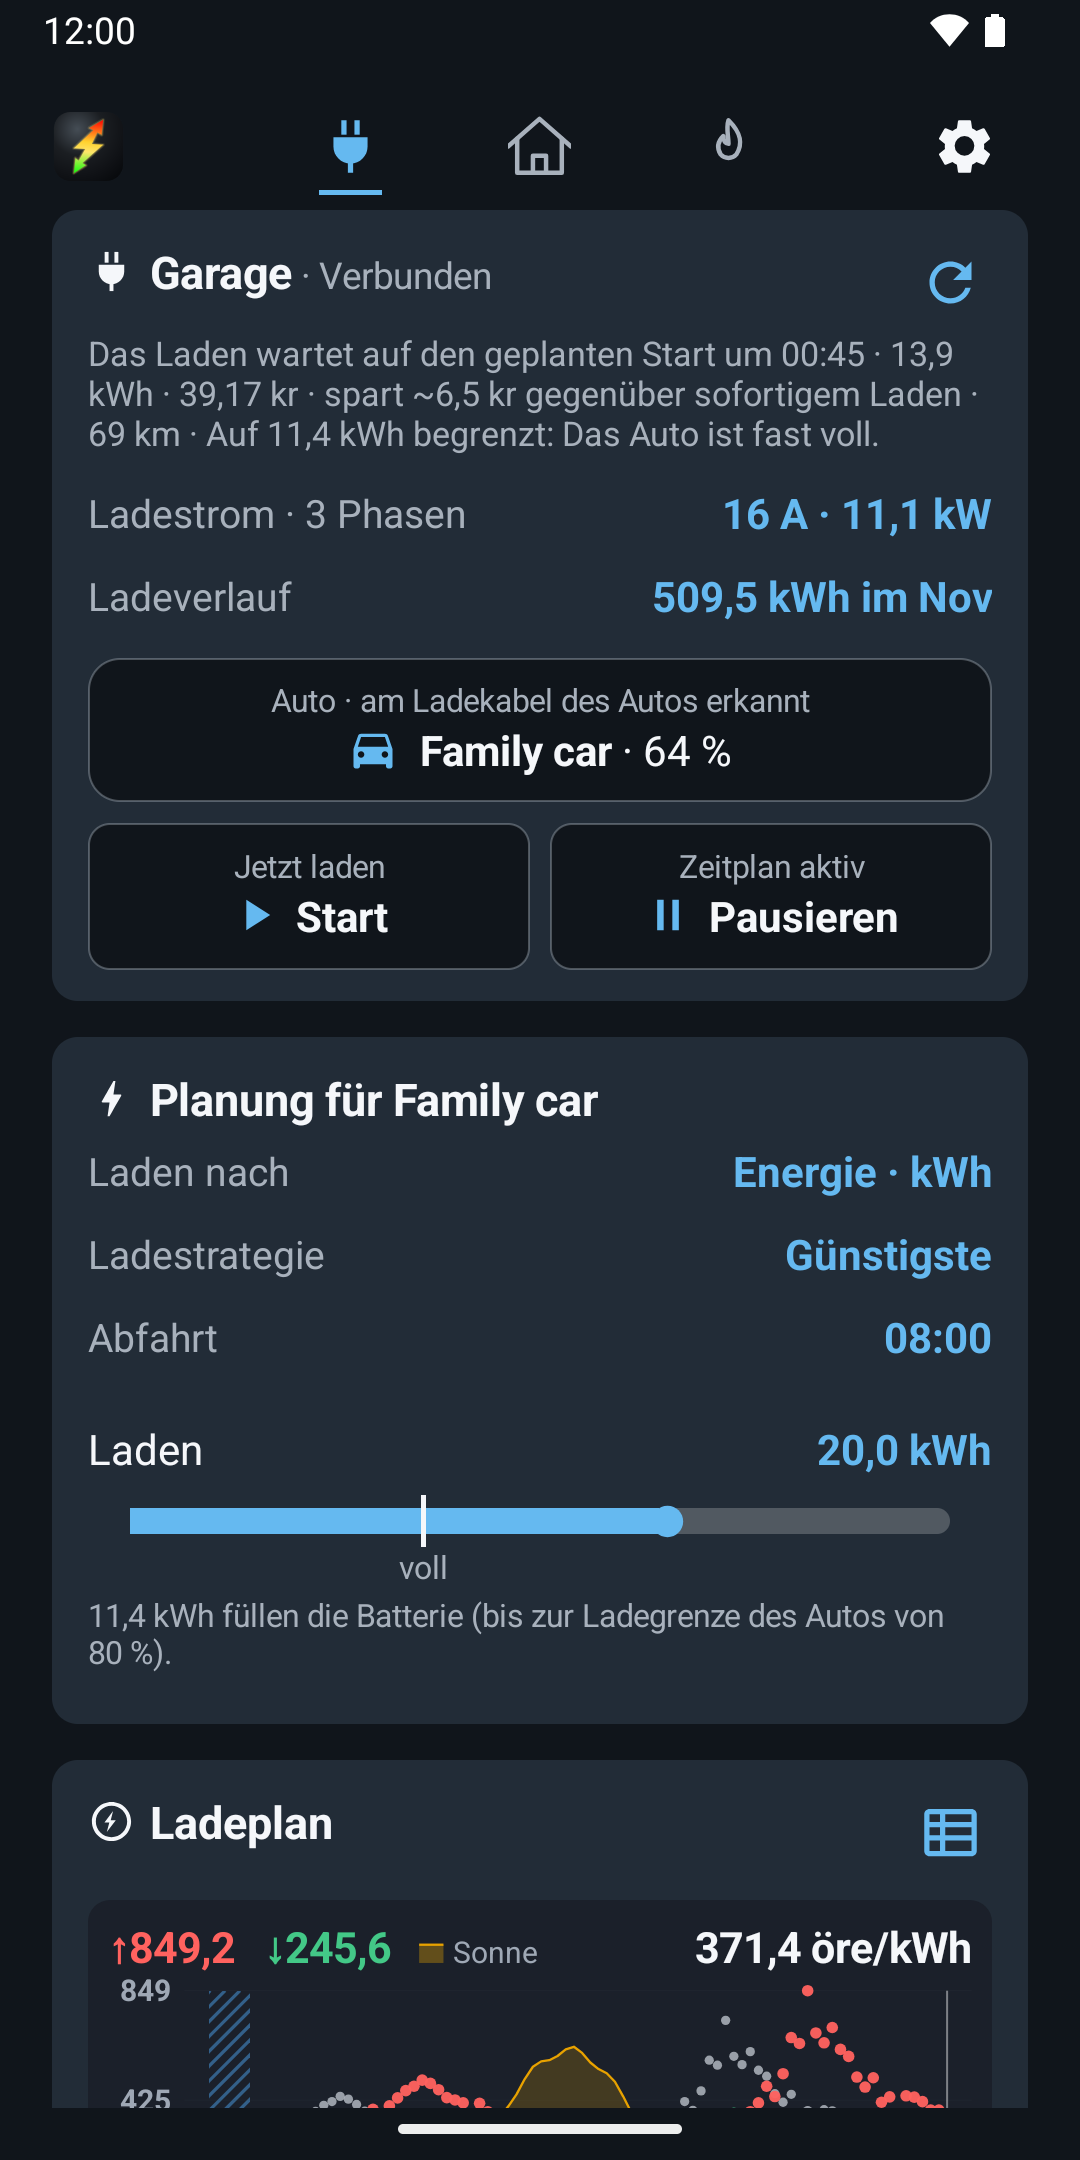 12:00
Garage · Verbunden
Das Laden wartet auf den geplanten Start um 00:45 · 13,9
kWh · 39,17 kr · spart ~6,5 kr gegenüber sofortigem Laden ·
69 km · Auf 11,4 kWh begrenzt: Das Auto ist fast voll.
Ladestrom · 3 Phasen 16 A · 11,1 kW
Ladeverlauf 509,5 kWh im Nov
Auto · am Ladekabel des Autos erkannt
Family car · 64 %
Jetzt laden
Start
Zeitplan aktiv
Pausieren
Planung für Family car
Laden nach Energie · kWh
Ladestrategie Günstigste
Abfahrt 08:00
Laden 20,0 kWh
voll
11,4 kWh füllen die Batterie (bis zur Ladegrenze des Autos von
80 %).
Ladeplan
↑849,2 ↓245,6 Sonne 371,4 öre/kWh
849
425